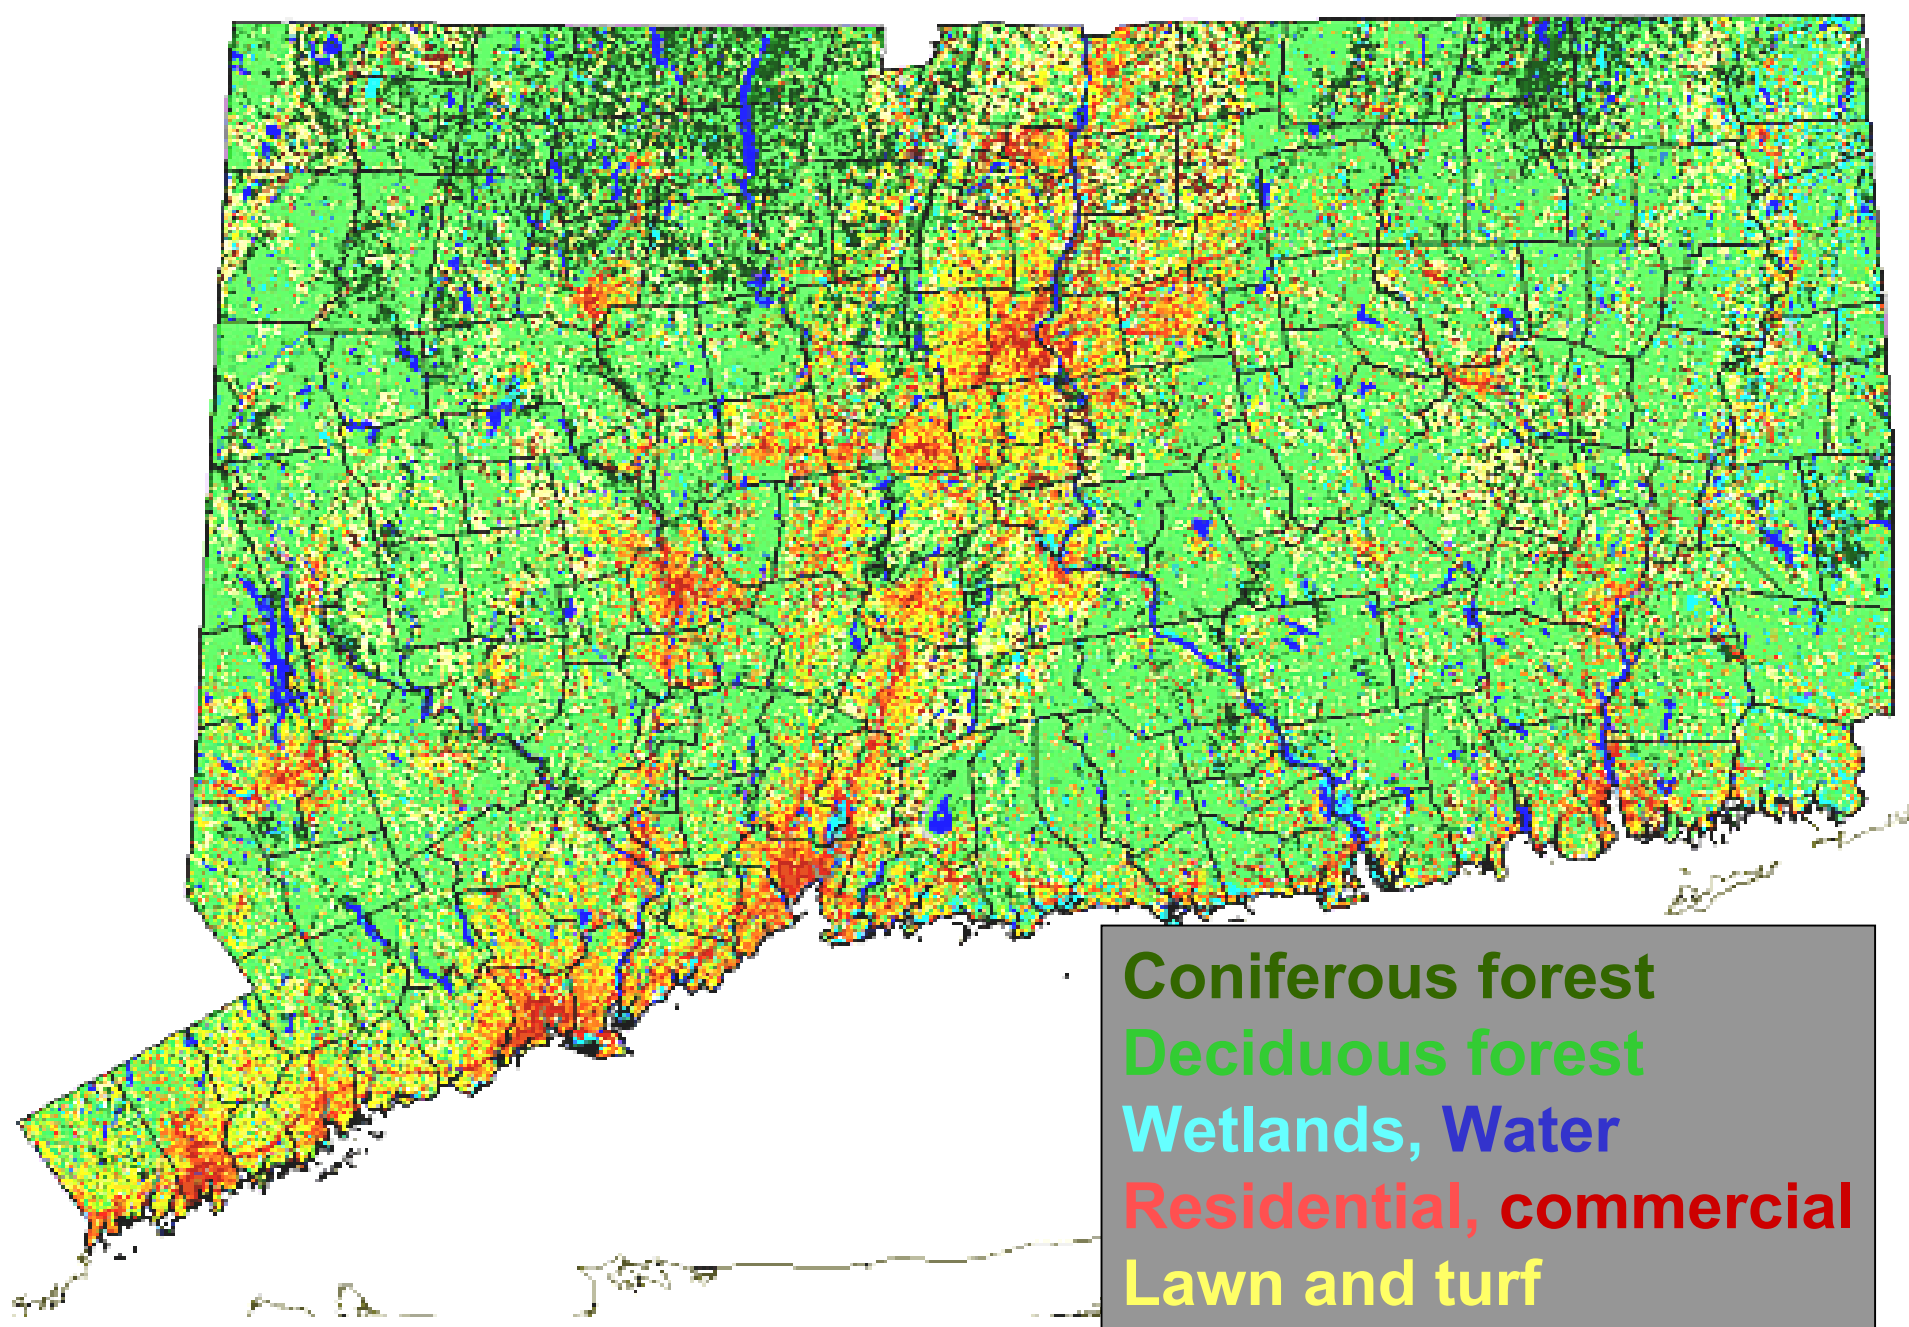 Coniferous forest
Deciduous forest
Wetlands, Water
Residential, commercial
Lawn and turf